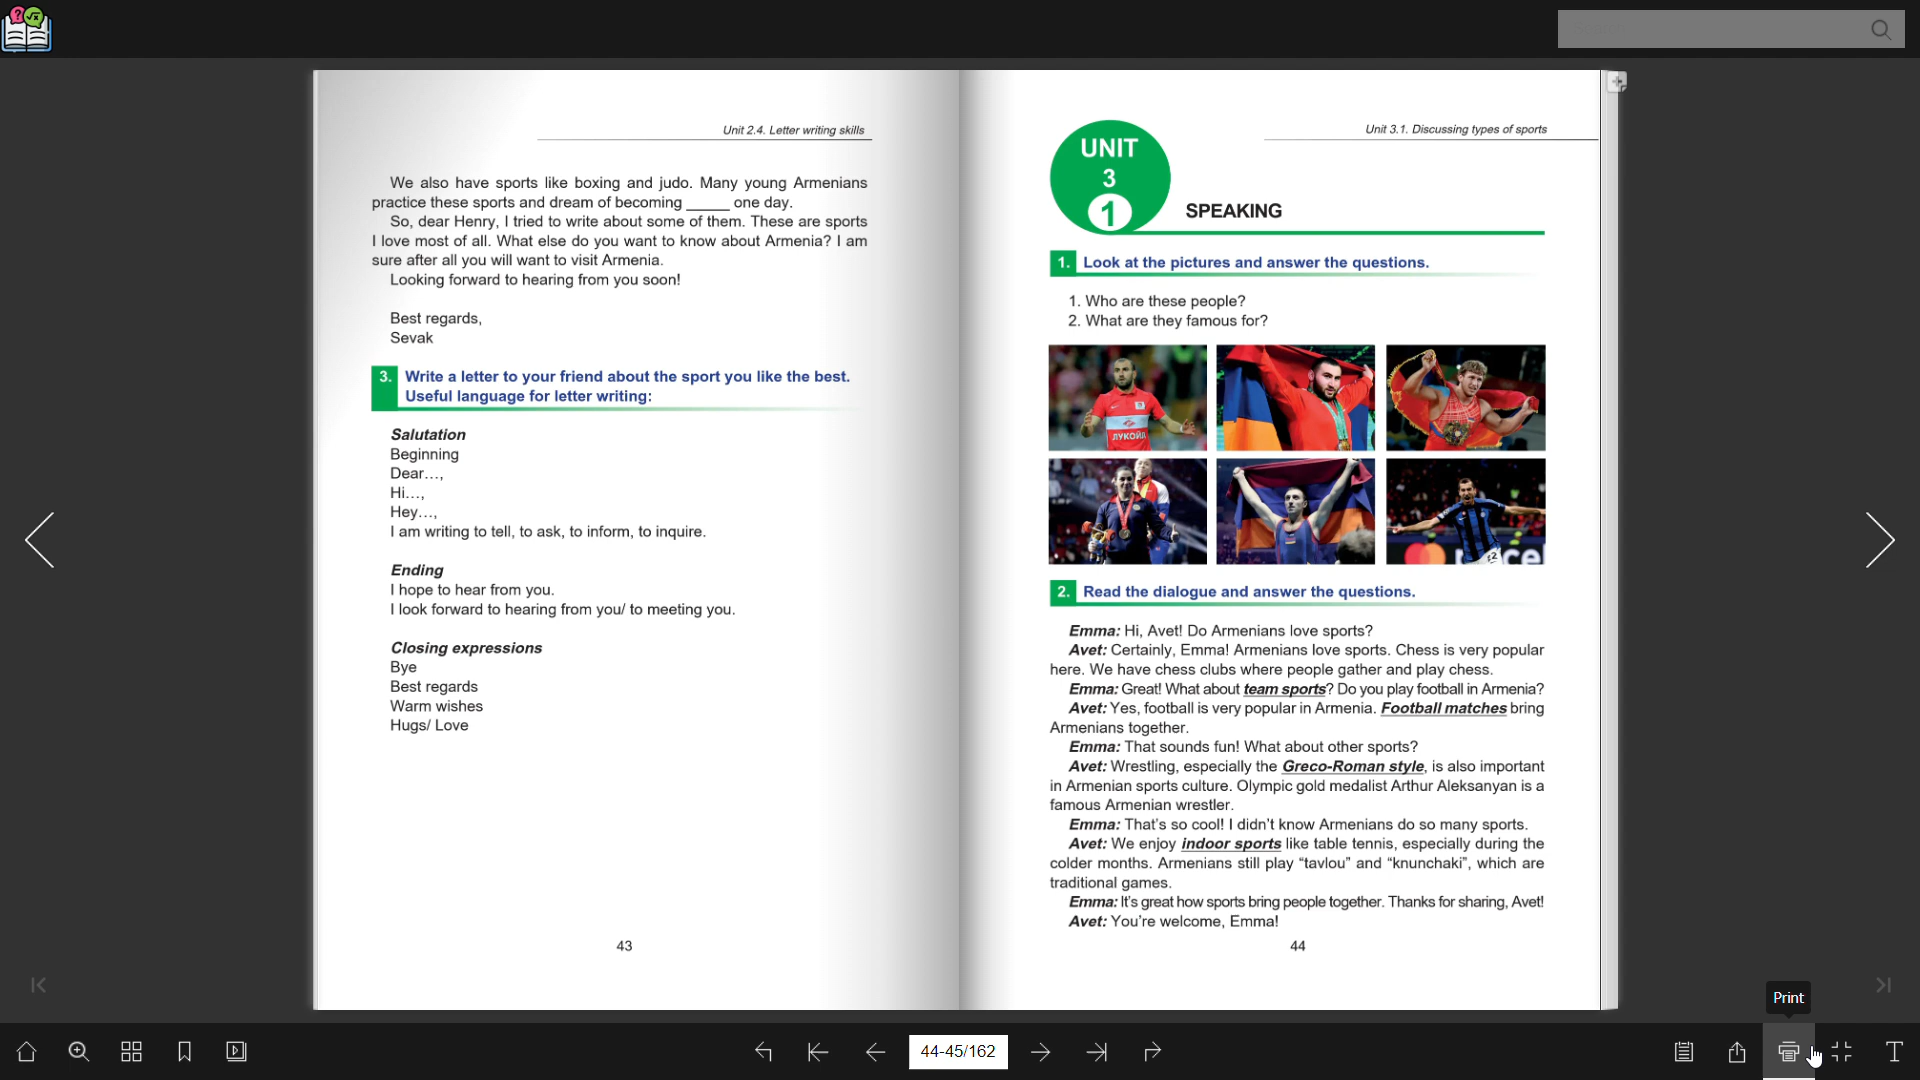 Unit 2.4. Letter writing skills
We also have sports like boxing and judo. Many young Armenians
practice these sports and dream of becoming _____ one day.
So, dear Henry, I tried to write about some of them. These are sports
I love most of all. What else do you want to know about Armenia? I am
sure after all you will want to visit Armenia.
Looking forward to hearing from you soon!
Best regards,
Sevak
3. Write a letter to your friend about the sport you like the best.
Useful language for letter writing:
Salutation
Beginning
Dear…,
Hi…,
Hey…,
I am writing to tell, to ask, to inform, to inquire.
Ending
I hope to hear from you.
I look forward to hearing from you/ to meeting you.
Closing expressions
Bye
Best regards
Warm wishes
Hugs/ Love
43
Unit 3.1. Discussing types of sports
UNIT
3
1
SPEAKING
1. Look at the pictures and answer the questions.
1. Who are these people?
2. What are they famous for?
ЛУКОЙЛ
22
2. Read the dialogue and answer the questions.
Emma: Hi, Avet! Do Armenians love sports?
Avet: Certainly, Emma! Armenians love sports. Chess is very popular
here. We have chess clubs where people gather and play chess.
Emma: Great! What about team sports? Do you play football in Armenia?
Avet: Yes, football is very popular in Armenia. Football matches bring
Armenians together.
Emma: That sounds fun! What about other sports?
Avet: Wrestling, especially the Greco-Roman style, is also important
in Armenian sports culture. Olympic gold medalist Arthur Aleksanyan is a
famous Armenian wrestler.
Emma: That's so cool! I didn't know Armenians do so many sports.
Avet: We enjoy indoor sports like table tennis, especially during the
colder months. Armenians still play “tavlou” and “knunchaki”, which are
traditional games.
Emma: It's great how sports bring people together. Thanks for sharing, Avet!
Avet: You're welcome, Emma!
44
Print
44-45/162